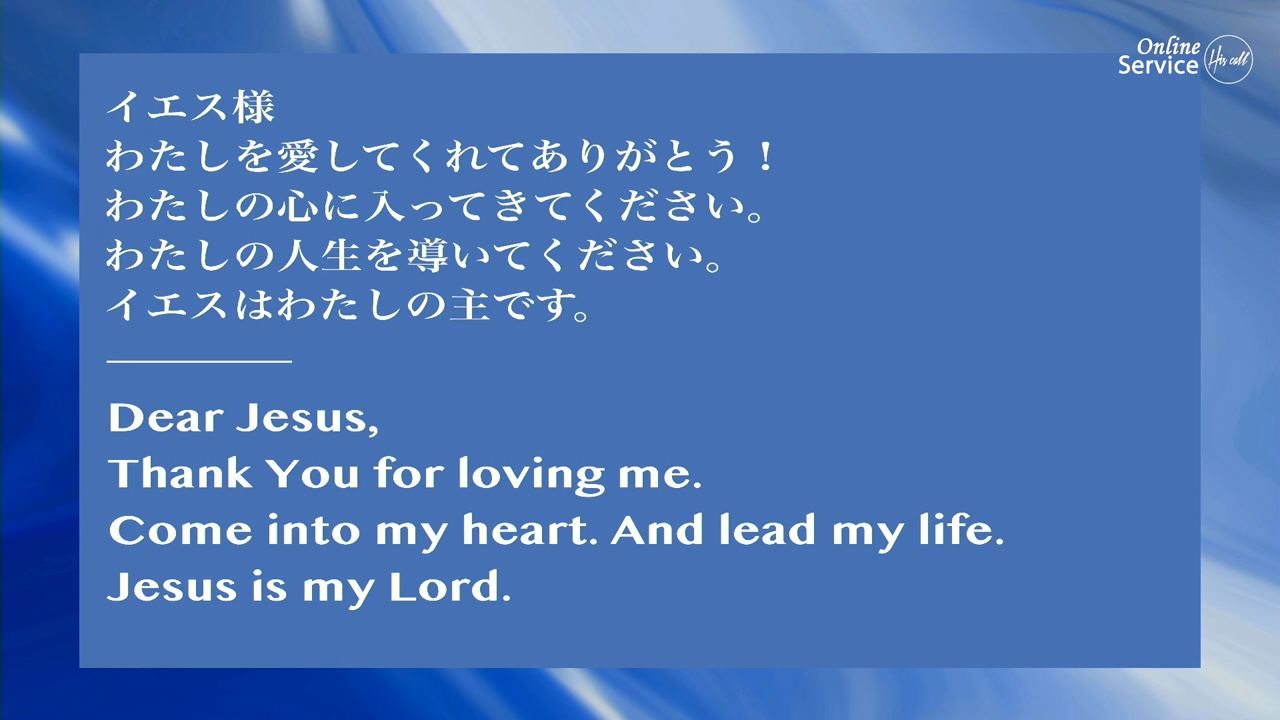 Online
Service
His call
イエス様
わたしを愛してくれてありがとう！
わたしの心に入ってきてください。
わたしの人生を導いてください。
イエスはわたしの主です。
Dear Jesus,
Thank You for loving me.
Come into my heart. And lead my life.
Jesus is my Lord.